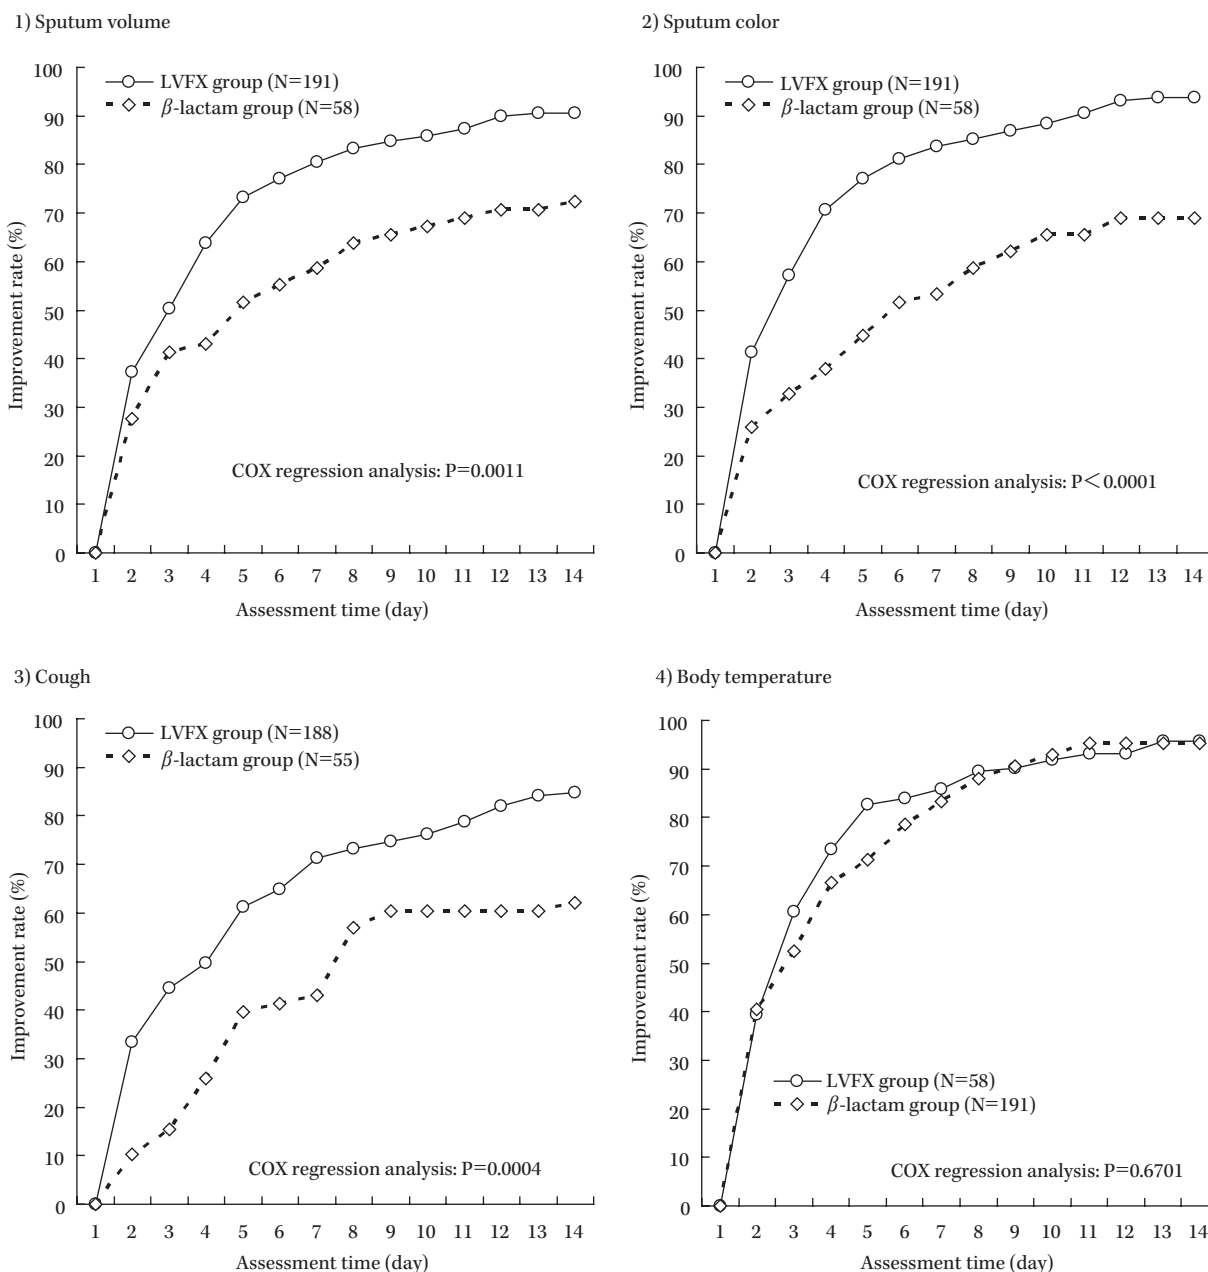 1) Sputum volume
100
90
80
70
60
50
40
30
20
10
0
Improvement rate (%)
LVFX group (N=191)
β-lactam group (N=58)
COX regression analysis: P=0.0011
1 2 3 4 5 6 7 8 9 10 11 12 13 14
Assessment time (day)
2) Sputum color
100
90
80
70
60
50
40
30
20
10
0
Improvement rate (%)
LVFX group (N=191)
β-lactam group (N=58)
COX regression analysis: P<0.0001
1 2 3 4 5 6 7 8 9 10 11 12 13 14
Assessment time (day)
3) Cough
100
90
80
70
60
50
40
30
20
10
0
Improvement rate (%)
LVFX group (N=188)
β-lactam group (N=55)
COX regression analysis: P=0.0004
1 2 3 4 5 6 7 8 9 10 11 12 13 14
Assessment time (day)
4) Body temperature
100
90
80
70
60
50
40
30
20
10
0
Improvement rate (%)
LVFX group (N=58)
β-lactam group (N=191)
COX regression analysis: P=0.6701
1 2 3 4 5 6 7 8 9 10 11 12 13 14
Assessment time (day)